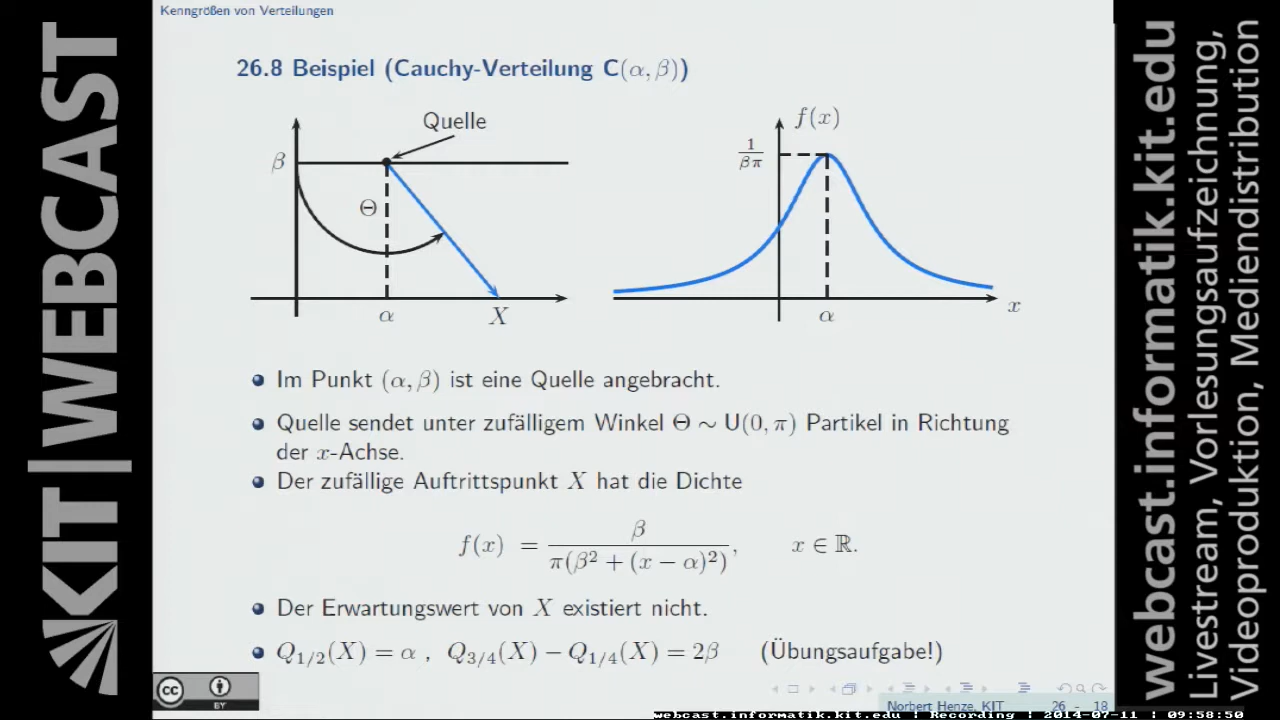 Kenngrößen von Verteilungen
26.8 Beispiel (Cauchy-Verteilung C(α, β))
Quelle
β
Θ
α
X
f(x)
1/βπ
α
x
Im Punkt (α, β) ist eine Quelle angebracht.
Quelle sendet unter zufälligem Winkel Θ ∼ U(0, π) Partikel in Richtung
der x-Achse.
Der zufällige Auftrittspunkt X hat die Dichte
f(x) = β / π(β² + (x − α)²), x ∈ ℝ.
Der Erwartungswert von X existiert nicht.
Q1/2(X) = α , Q3/4(X) − Q1/4(X) = 2β (Übungsaufgabe!)
Norbert Henze, KIT 26 - 18
webcast.informatik.kit.edu | Recording | 2014-07-11 | 09:58:50
cc
BY
KIT | WEBCAST
webcast.informatik.kit.edu
Livestream, Vorlesungsaufzeichnung,
Videoproduktion, Mediendistribution